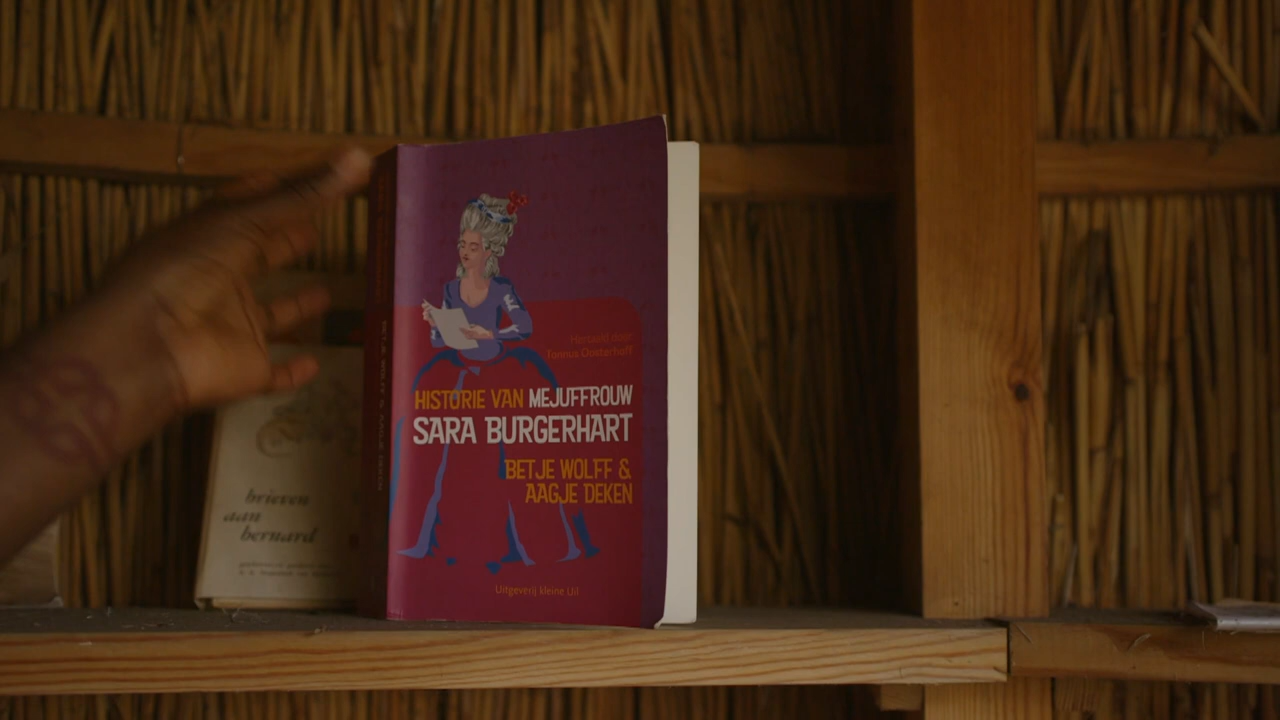 Hertaald door
Tonnus Oosterhoff
HISTORIE VAN MEJUFFROUW
SARA BURGERHART
BETJE WOLFF &
AAGJE DEKEN
Uitgeverij kleine Uil
brieven
aan
bernard